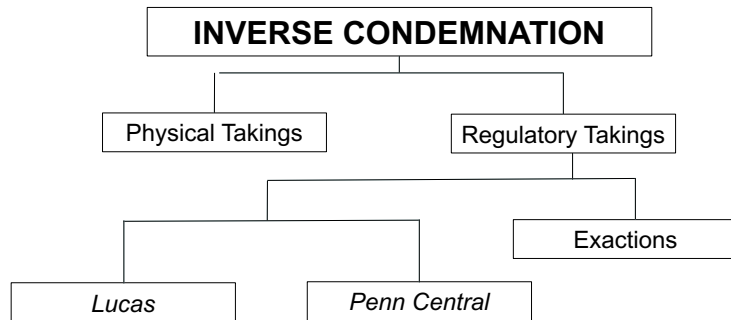 INVERSE CONDEMNATION
Physical Takings
Regulatory Takings
Exactions
Lucas
Penn Central